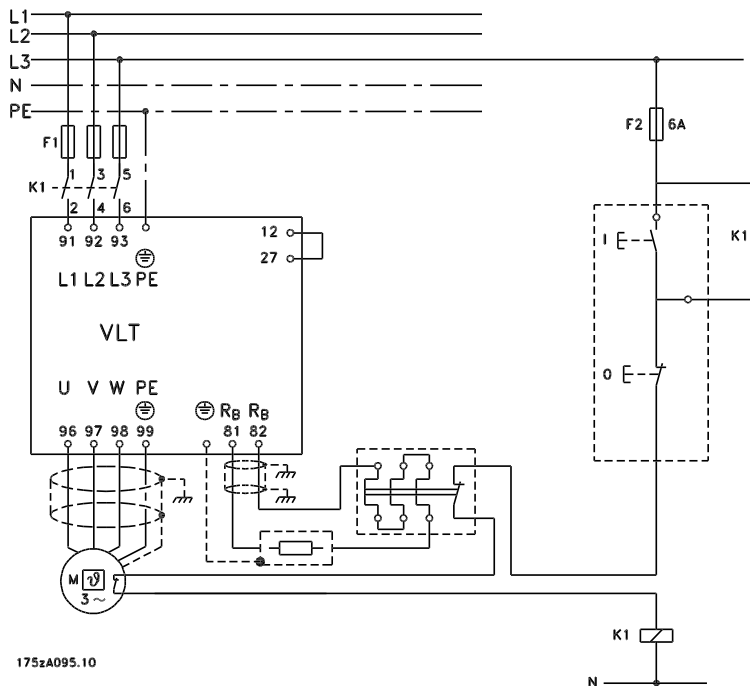 L1
L2
L3
N
PE
F1
F2 6A
1 3 5
K1
2 4 6
91 92 93
12
27
L1 L2 L3 PE
I
K1
VLT
O
U V W PE
RB RB
96 97 98 99 81 82
M ϑ
3 ~
K1
175zA095.10
N